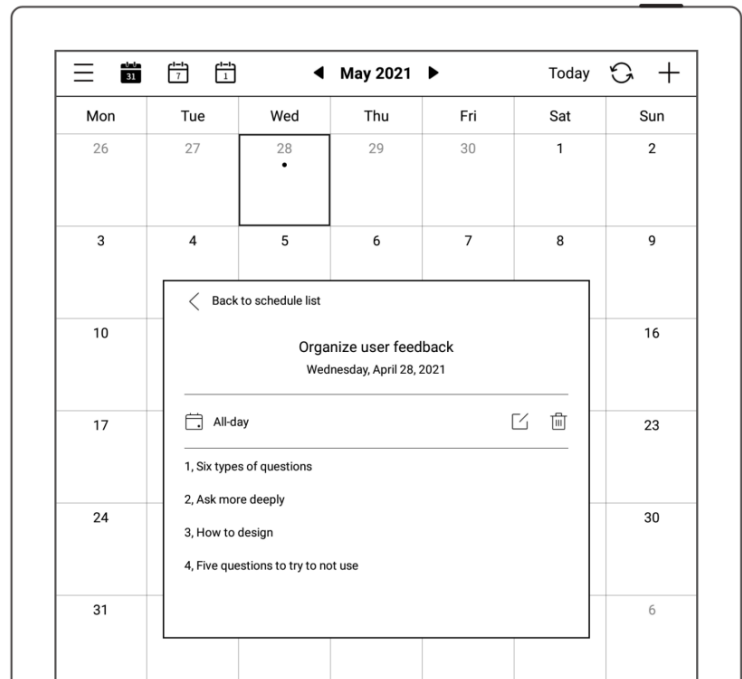 31 7 1 May 2021 Today
Mon Tue Wed Thu Fri Sat Sun
26 27 28 29 30 1 2
3 4 5 6 7 8 9
Back to schedule list
10 16
Organize user feedback
Wednesday, April 28, 2021
17 23
All-day
1, Six types of questions
2, Ask more deeply
24 30
3, How to design
4, Five questions to try to not use
31 6